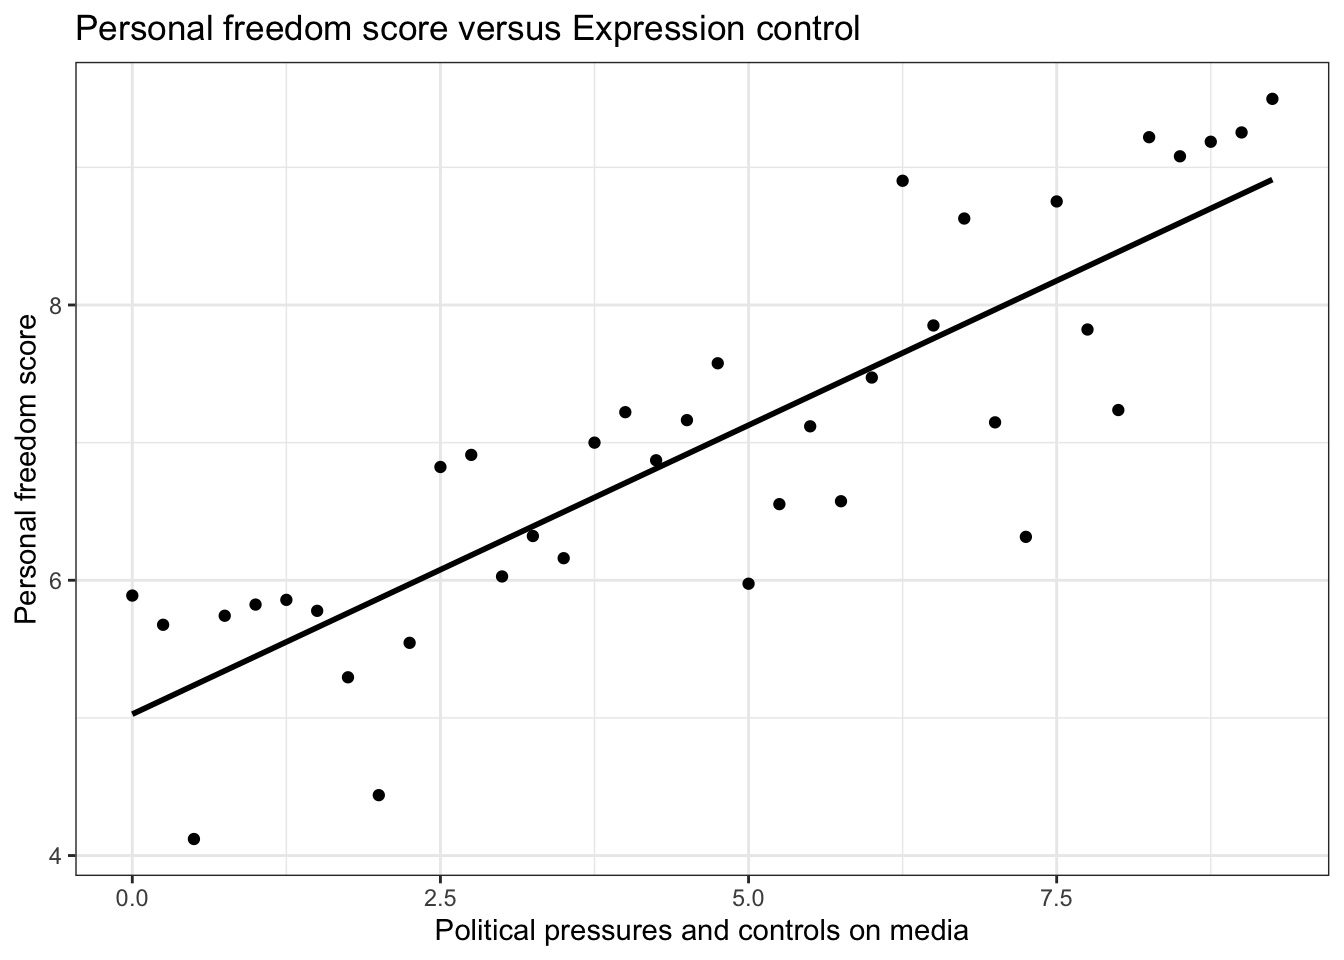 Personal freedom score versus Expression control
Personal freedom score
8
6
4
0.0
2.5
5.0
7.5
Political pressures and controls on media